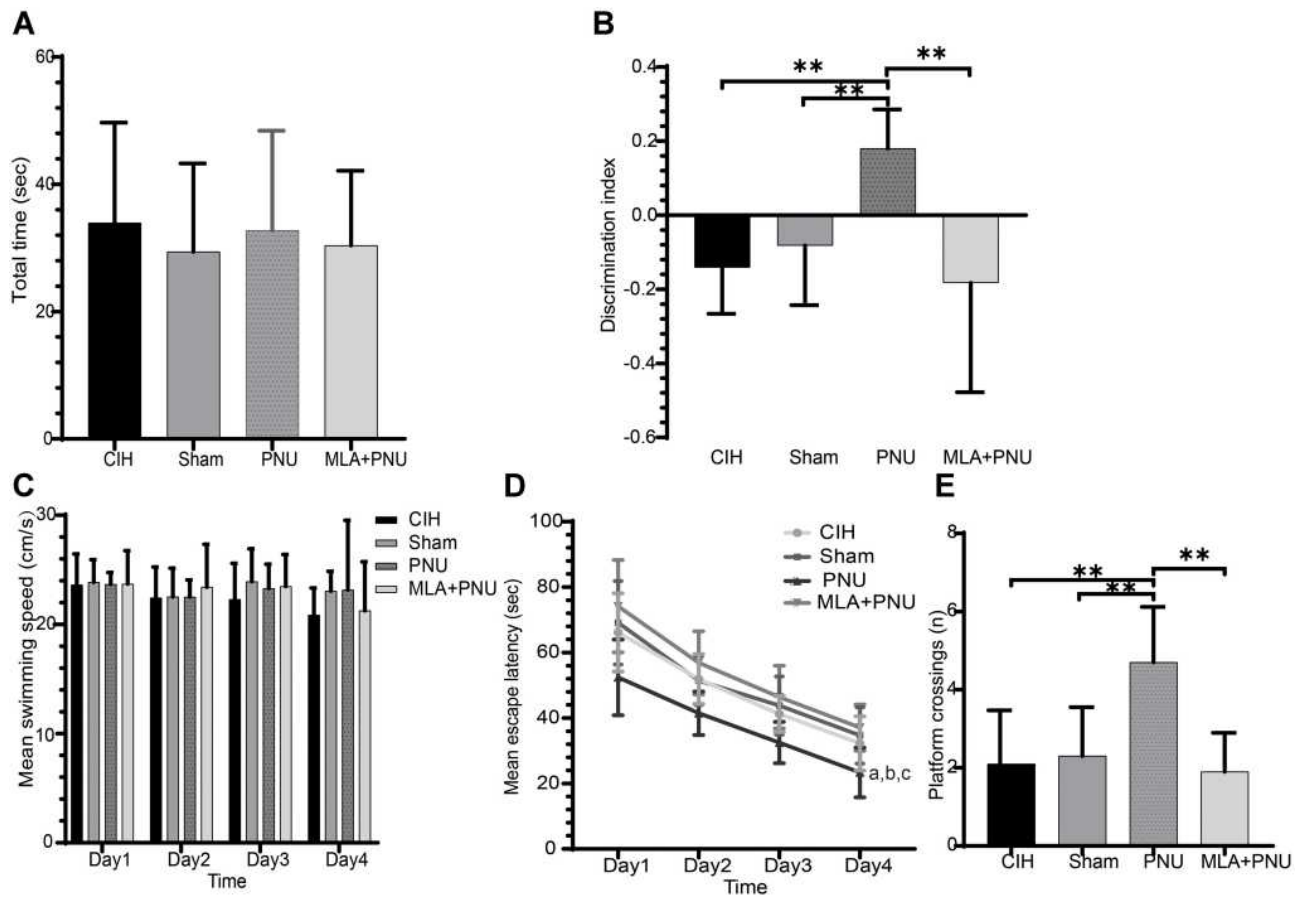 A
Total time (sec)
60
40
20
0
CIH Sham PNU MLA+PNU
B
Discrimination index
0.4
0.2
0.0
-0.2
-0.4
-0.6
** ** **
CIH Sham PNU MLA+PNU
C
Mean swimming speed (cm/s)
30
20
10
0
CIH
Sham
PNU
MLA+PNU
Day1 Day2 Day3 Day4
Time
D
Mean escape latency (sec)
100
80
60
40
20
0
CIH
Sham
PNU
MLA+PNU
a,b,c
Day1 Day2 Day3 Day4
Time
E
Platform crossings (n)
8
6
4
2
0
** ** **
CIH Sham PNU MLA+PNU